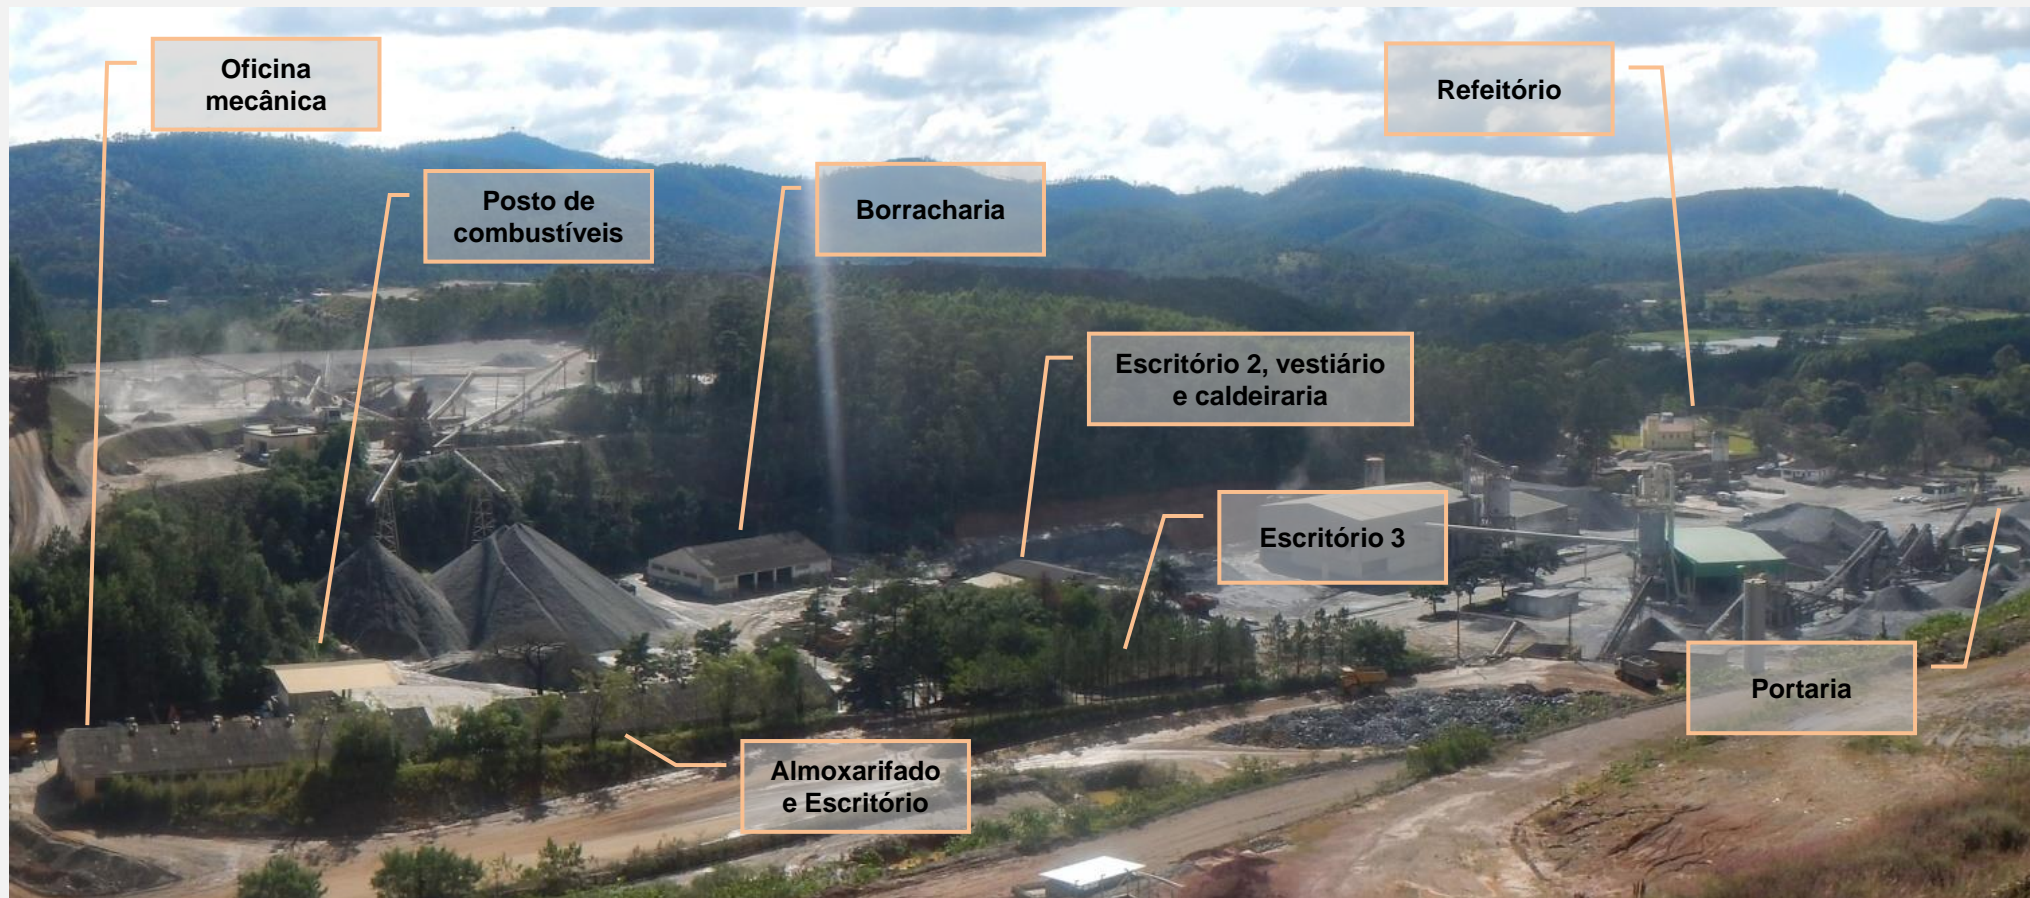 Oficina
mecânica
Refeitório
Posto de
combustíveis
Borracharia
Escritório 2, vestiário
e caldeiraria
Escritório 3
Portaria
Almoxarifado
e Escritório